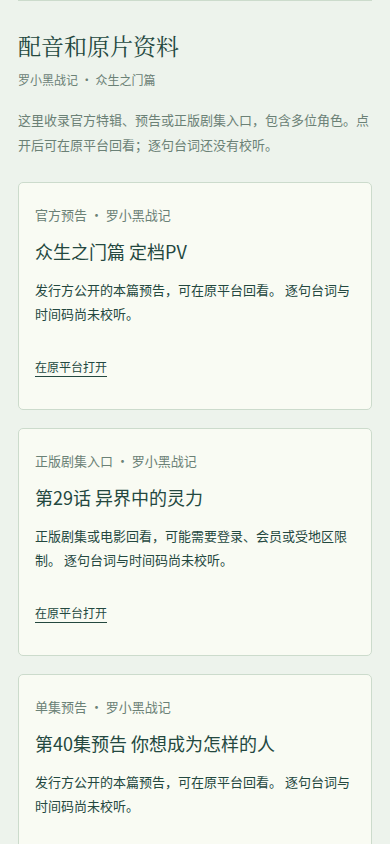 配音和原片资料
罗小黑战记 · 众生之门篇
这里收录官方特辑、预告或正版剧集入口，包含多位角色。点
开后可在原平台回看；逐句台词还没有校听。
官方预告 · 罗小黑战记
众生之门篇 定档PV
发行方公开的本篇预告，可在原平台回看。 逐句台词与
时间码尚未校听。
在原平台打开
正版剧集入口 · 罗小黑战记
第29话 异界中的灵力
正版剧集或电影回看，可能需要登录、会员或受地区限
制。 逐句台词与时间码尚未校听。
在原平台打开
单集预告 · 罗小黑战记
第40集预告 你想成为怎样的人
发行方公开的本篇预告，可在原平台回看。 逐句台词与
时间码尚未校听。